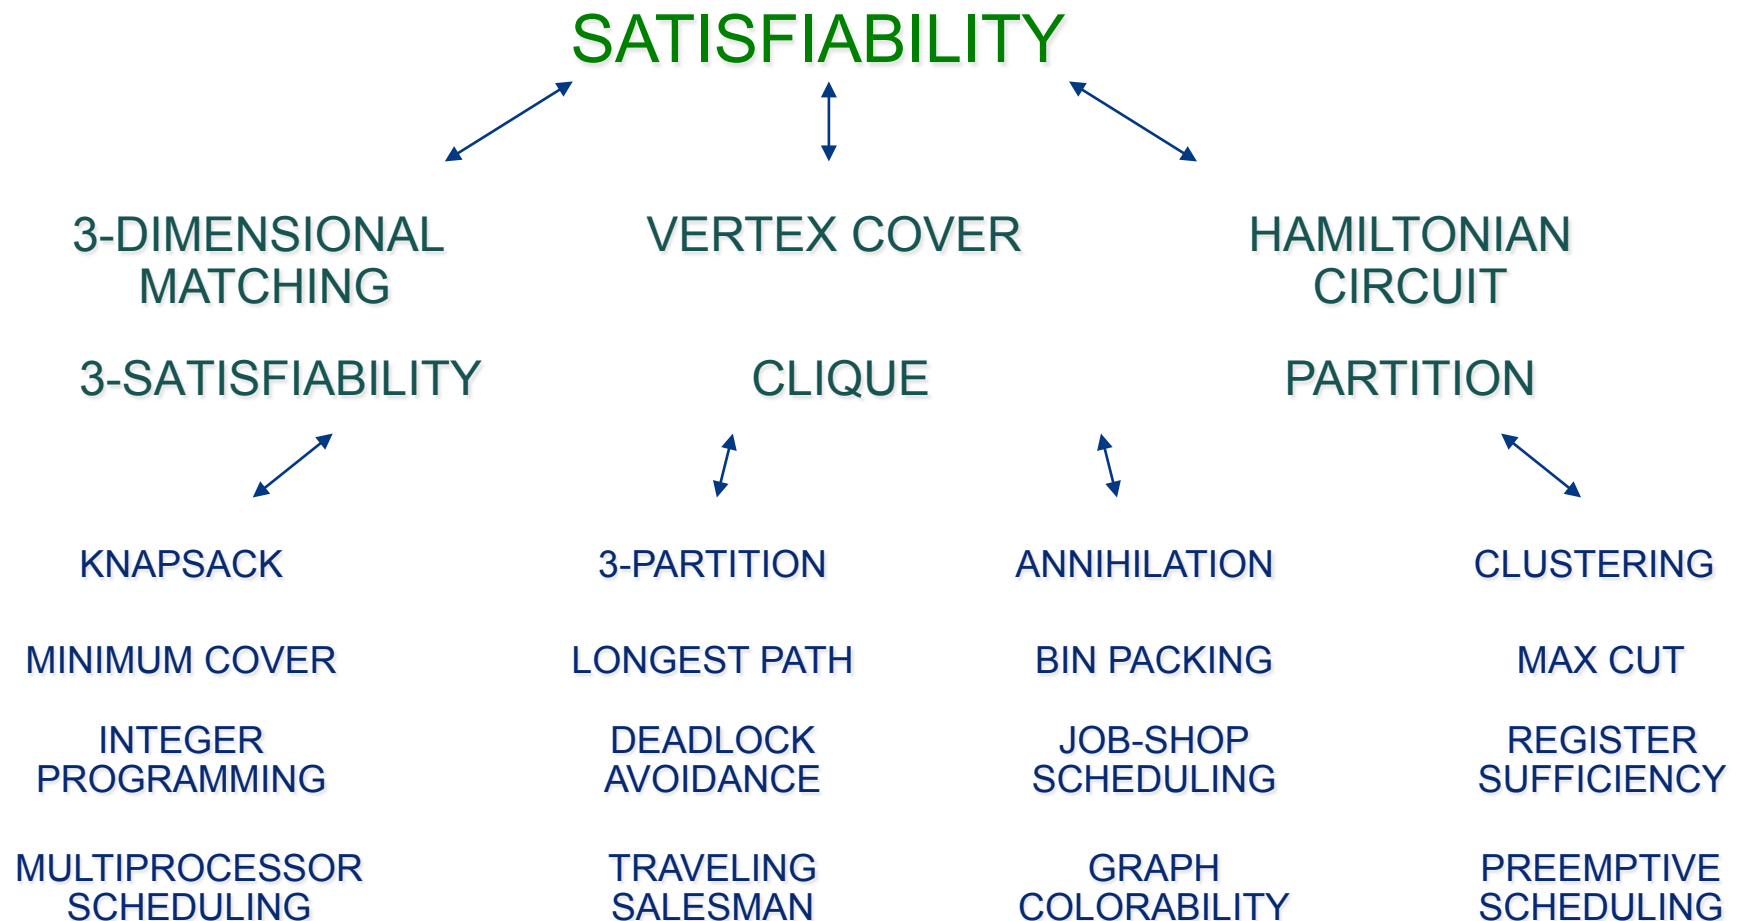 SATISFIABILITY
3-DIMENSIONAL
MATCHING
VERTEX COVER
HAMILTONIAN
CIRCUIT
3-SATISFIABILITY
CLIQUE
PARTITION
KNAPSACK
3-PARTITION
ANNIHILATION
CLUSTERING
MINIMUM COVER
LONGEST PATH
BIN PACKING
MAX CUT
INTEGER
PROGRAMMING
DEADLOCK
AVOIDANCE
JOB-SHOP
SCHEDULING
REGISTER
SUFFICIENCY
MULTIPROCESSOR
SCHEDULING
TRAVELING
SALESMAN
GRAPH
COLORABILITY
PREEMPTIVE
SCHEDULING